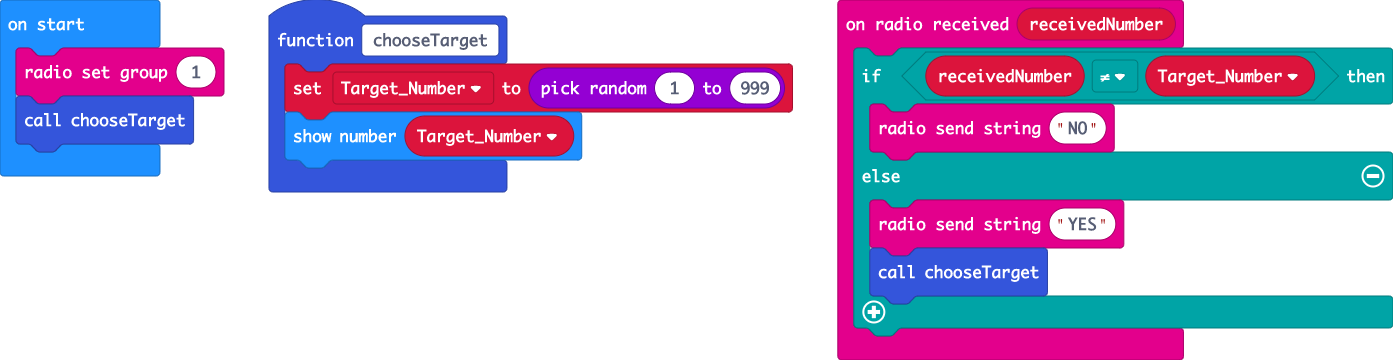 on start
radio set group 1
call chooseTarget
function chooseTarget
set Target_Number to pick random 1 to 999
show number Target_Number
on radio received receivedNumber
if receivedNumber ≠ Target_Number then
radio send string "NO"
else
radio send string "YES"
call chooseTarget